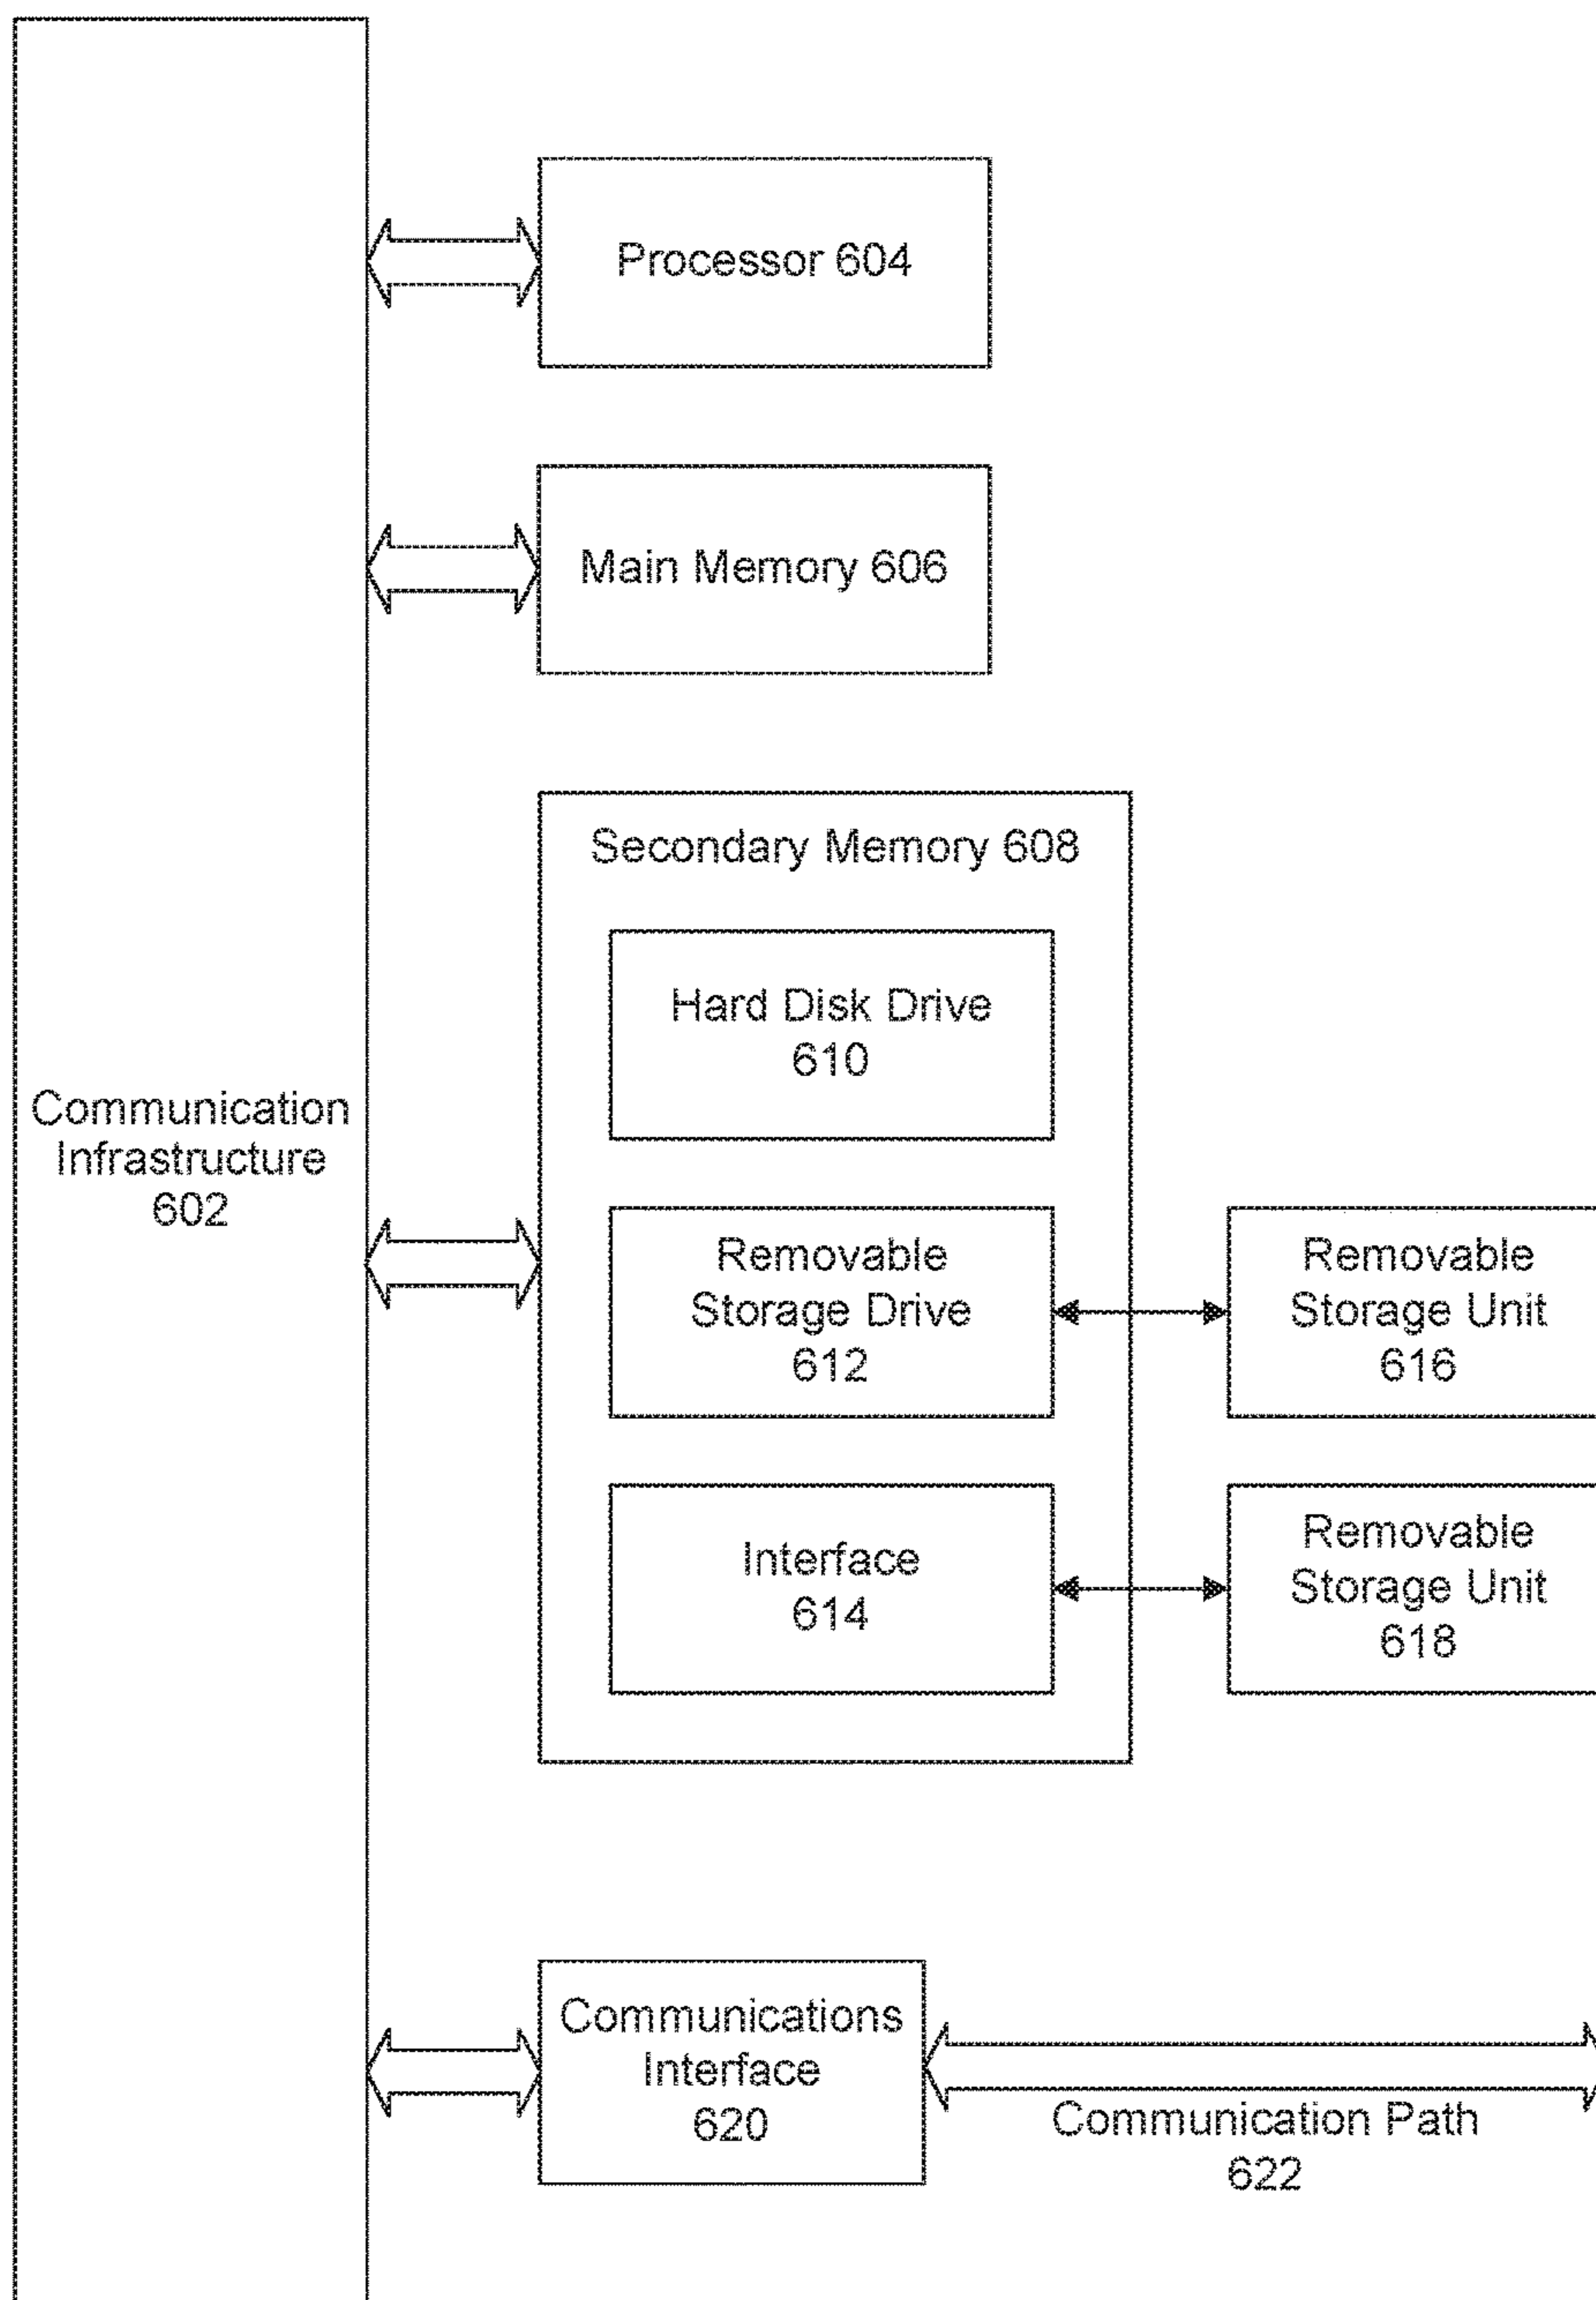 Processor 604
Main Memory 606
Secondary Memory 608
Hard Disk Drive
610
Communication
Infrastructure
602
Removable
Storage Drive
612
Removable
Storage Unit
616
Interface
614
Removable
Storage Unit
618
Communications
Interface
620
Communication Path
622